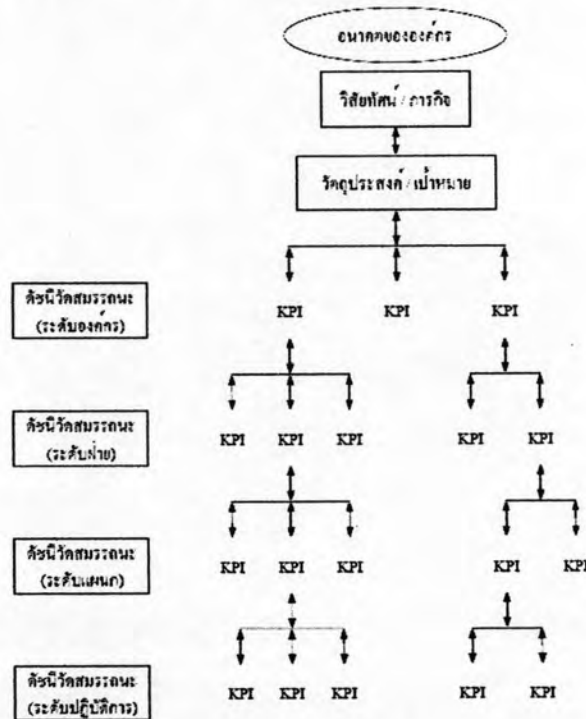 อนาคตขององค์กร
วิสัยทัศน์ / ภารกิจ
วัตถุประสงค์ / เป้าหมาย
ดัชนีวัดสมรรถนะ
(ระดับองค์กร)
KPI KPI KPI
ดัชนีวัดสมรรถนะ
(ระดับฝ่าย)
KPI KPI KPI KPI KPI
ดัชนีวัดสมรรถนะ
(ระดับแผนก)
KPI KPI KPI KPI KPI
ดัชนีวัดสมรรถนะ
(ระดับปฏิบัติการ)
KPI KPI KPI KPI KPI